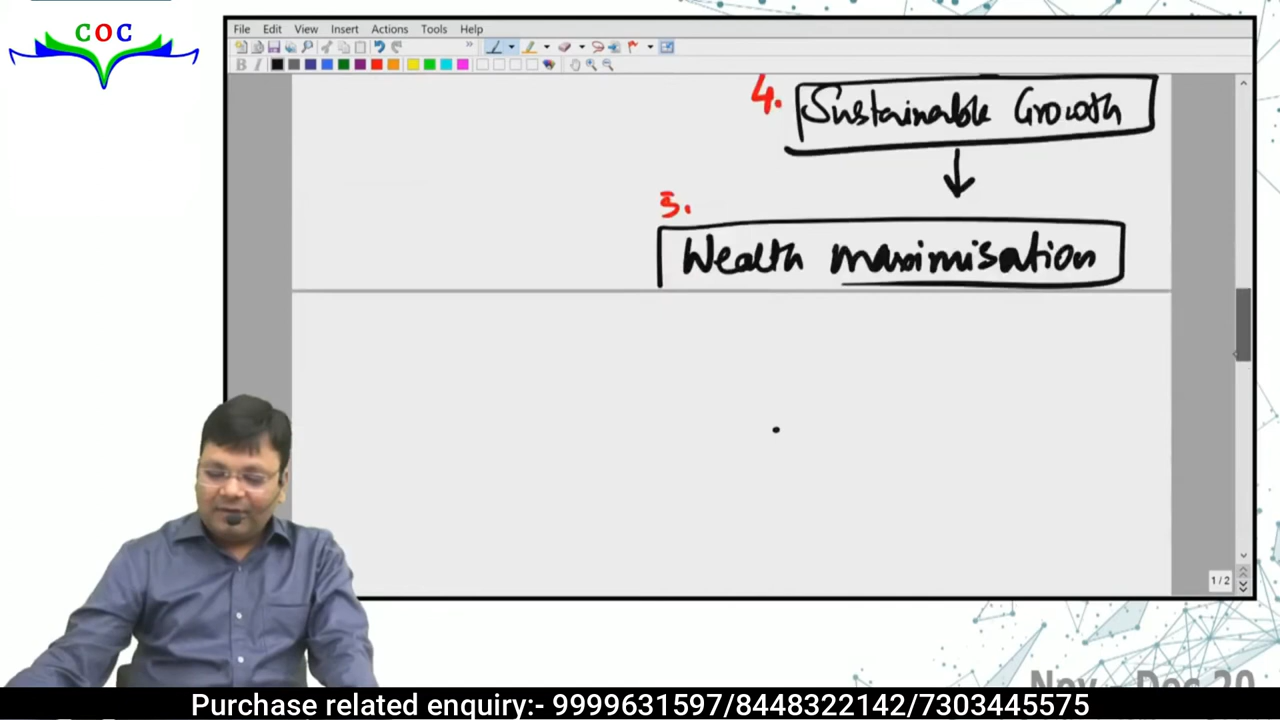 COC
File Edit View Insert Actions Tools Help
B I
4. Sustainable Growth
5.
Wealth maximisation
1 / 2
Purchase related enquiry:- 9999631597/8448322142/7303445575